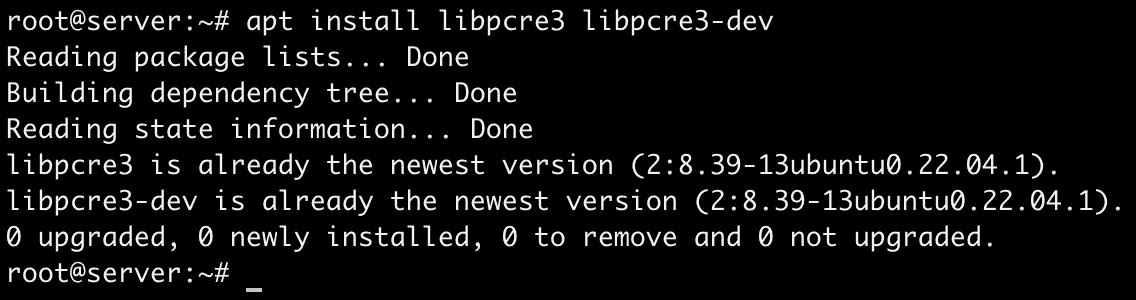 root@server:~# apt install libpcre3 libpcre3-dev
Reading package lists... Done
Building dependency tree... Done
Reading state information... Done
libpcre3 is already the newest version (2:8.39-13ubuntu0.22.04.1).
libpcre3-dev is already the newest version (2:8.39-13ubuntu0.22.04.1).
0 upgraded, 0 newly installed, 0 to remove and 0 not upgraded.
root@server:~# _